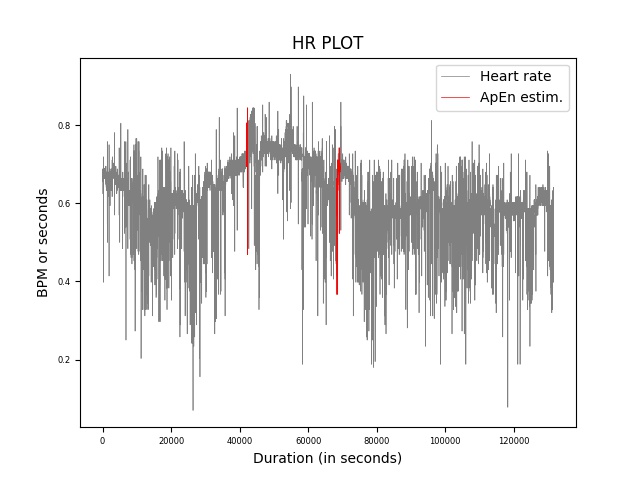 HR PLOT
Heart rate
ApEn estim.
BPM or seconds
0.8
0.6
0.4
0.2
0 20000 40000 60000 80000 100000 120000
Duration (in seconds)